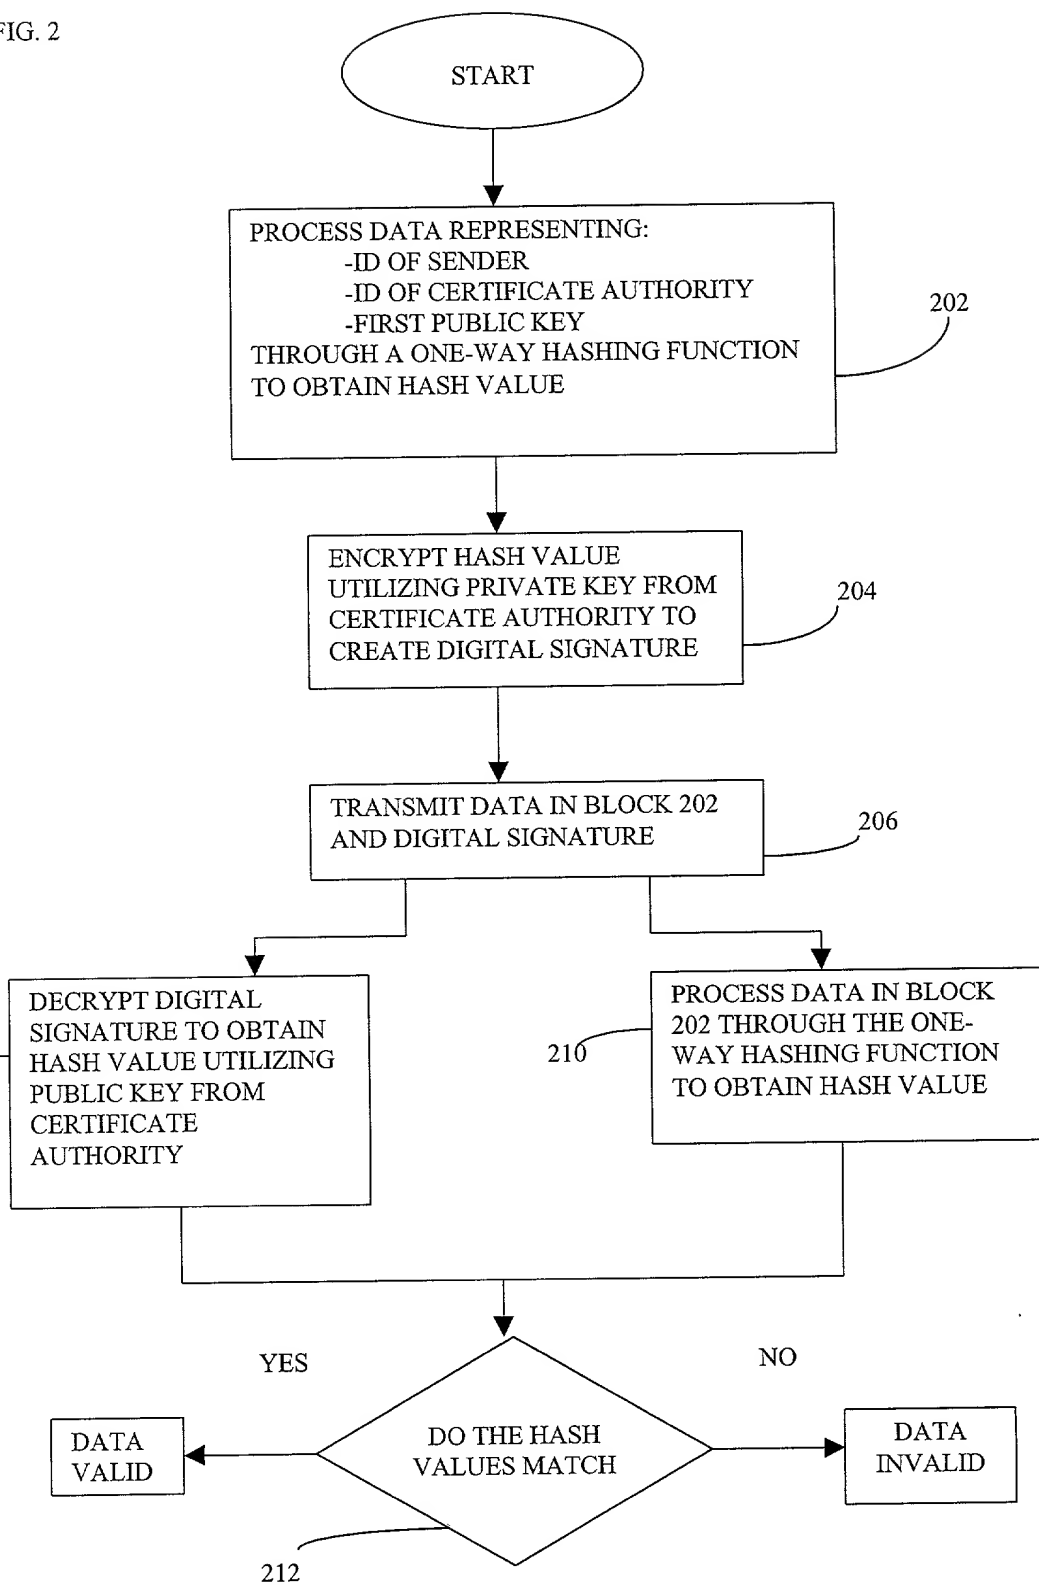 FIG. 2
START
PROCESS DATA REPRESENTING:
-ID OF SENDER
-ID OF CERTIFICATE AUTHORITY
-FIRST PUBLIC KEY
THROUGH A ONE-WAY HASHING FUNCTION
TO OBTAIN HASH VALUE
202
ENCRYPT HASH VALUE
UTILIZING PRIVATE KEY FROM
CERTIFICATE AUTHORITY TO
CREATE DIGITAL SIGNATURE
204
TRANSMIT DATA IN BLOCK 202
AND DIGITAL SIGNATURE
206
DECRYPT DIGITAL
SIGNATURE TO OBTAIN
HASH VALUE UTILIZING
PUBLIC KEY FROM
CERTIFICATE
AUTHORITY
210
PROCESS DATA IN BLOCK
202 THROUGH THE ONE-
WAY HASHING FUNCTION
TO OBTAIN HASH VALUE
YES
NO
DO THE HASH
VALUES MATCH
DATA
VALID
DATA
INVALID
212